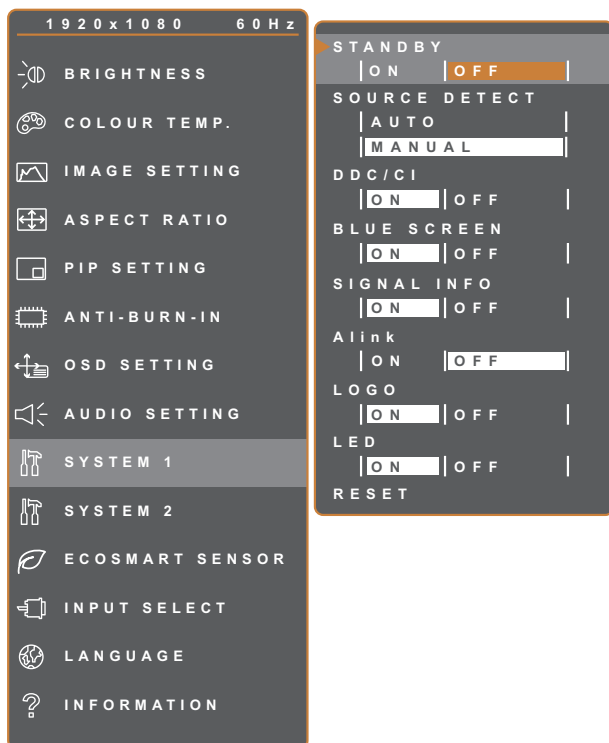 1920x1080 60Hz
BRIGHTNESS
COLOUR TEMP.
IMAGE SETTING
ASPECT RATIO
PIP SETTING
ANTI-BURN-IN
OSD SETTING
AUDIO SETTING
SYSTEM 1
SYSTEM 2
ECOSMART SENSOR
INPUT SELECT
LANGUAGE
INFORMATION
STANDBY
ON OFF
SOURCE DETECT
AUTO
MANUAL
DDC/CI
ON OFF
BLUE SCREEN
ON OFF
SIGNAL INFO
ON OFF
Alink
ON OFF
LOGO
ON OFF
LED
ON OFF
RESET